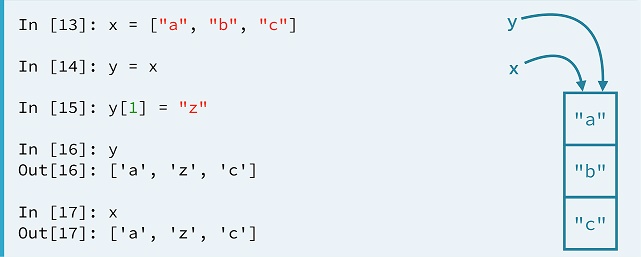 In [13]: x = ["a", "b", "c"]
In [14]: y = x
In [15]: y[1] = "z"
In [16]: y
Out[16]: ['a', 'z', 'c']
In [17]: x
Out[17]: ['a', 'z', 'c']
y
x
"a"
"b"
"c"